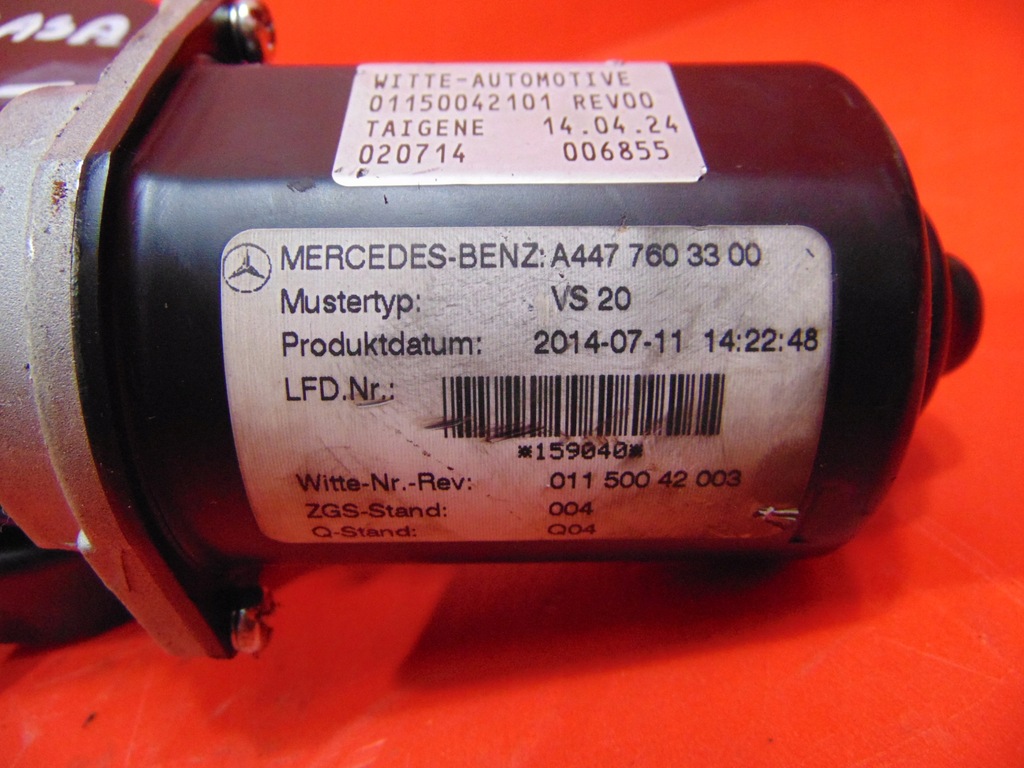 WITTE-AUTOMOTIVE
01150042101 REV00
TAIGENE 14.04.24
020714 006855
MERCEDES-BENZ: A447 760 33 00
Mustertyp: VS 20
Produktdatum: 2014-07-11 14:22:48
LFD.Nr.:
*159040*
Witte-Nr.-Rev: 011 500 42 003
ZGS-Stand: 004
Q-Stand: Q04